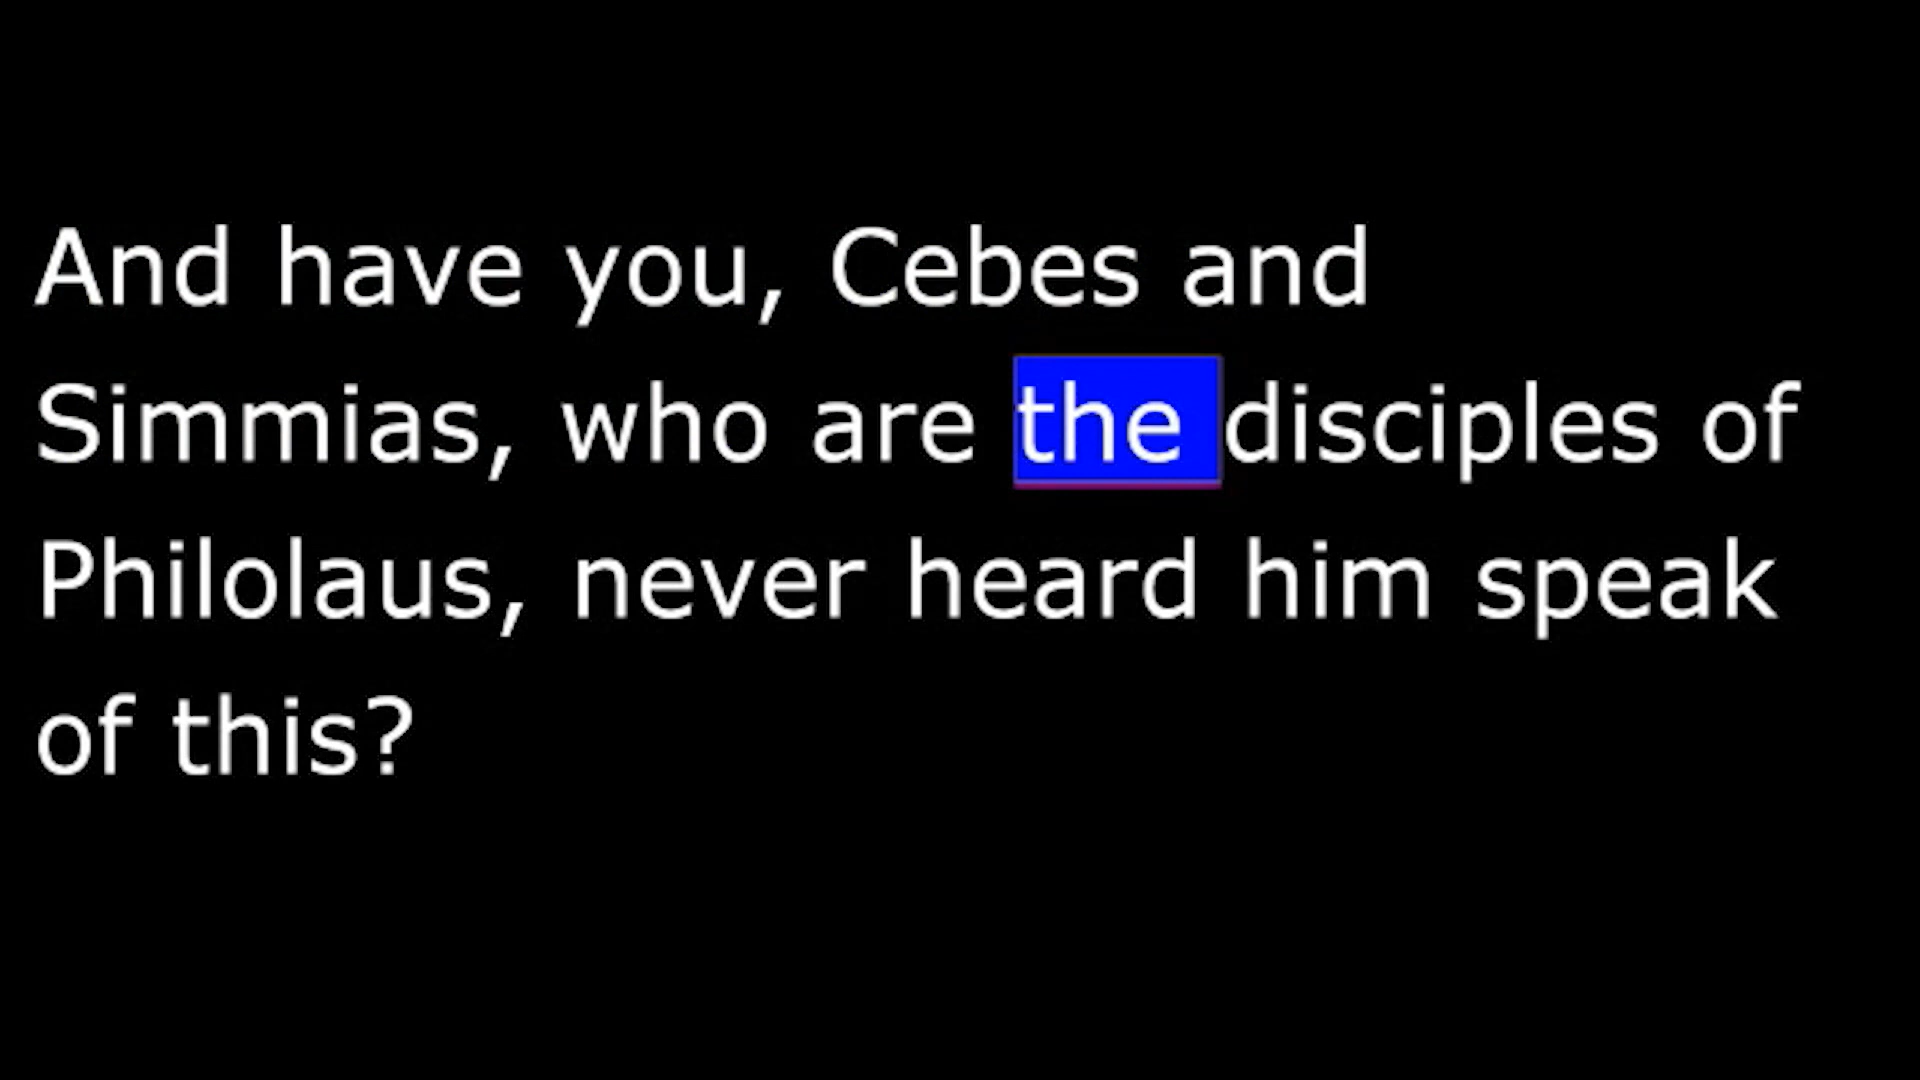 And have you, Cebes and
Simmias, who are the disciples of
Philolaus, never heard him speak
of this?